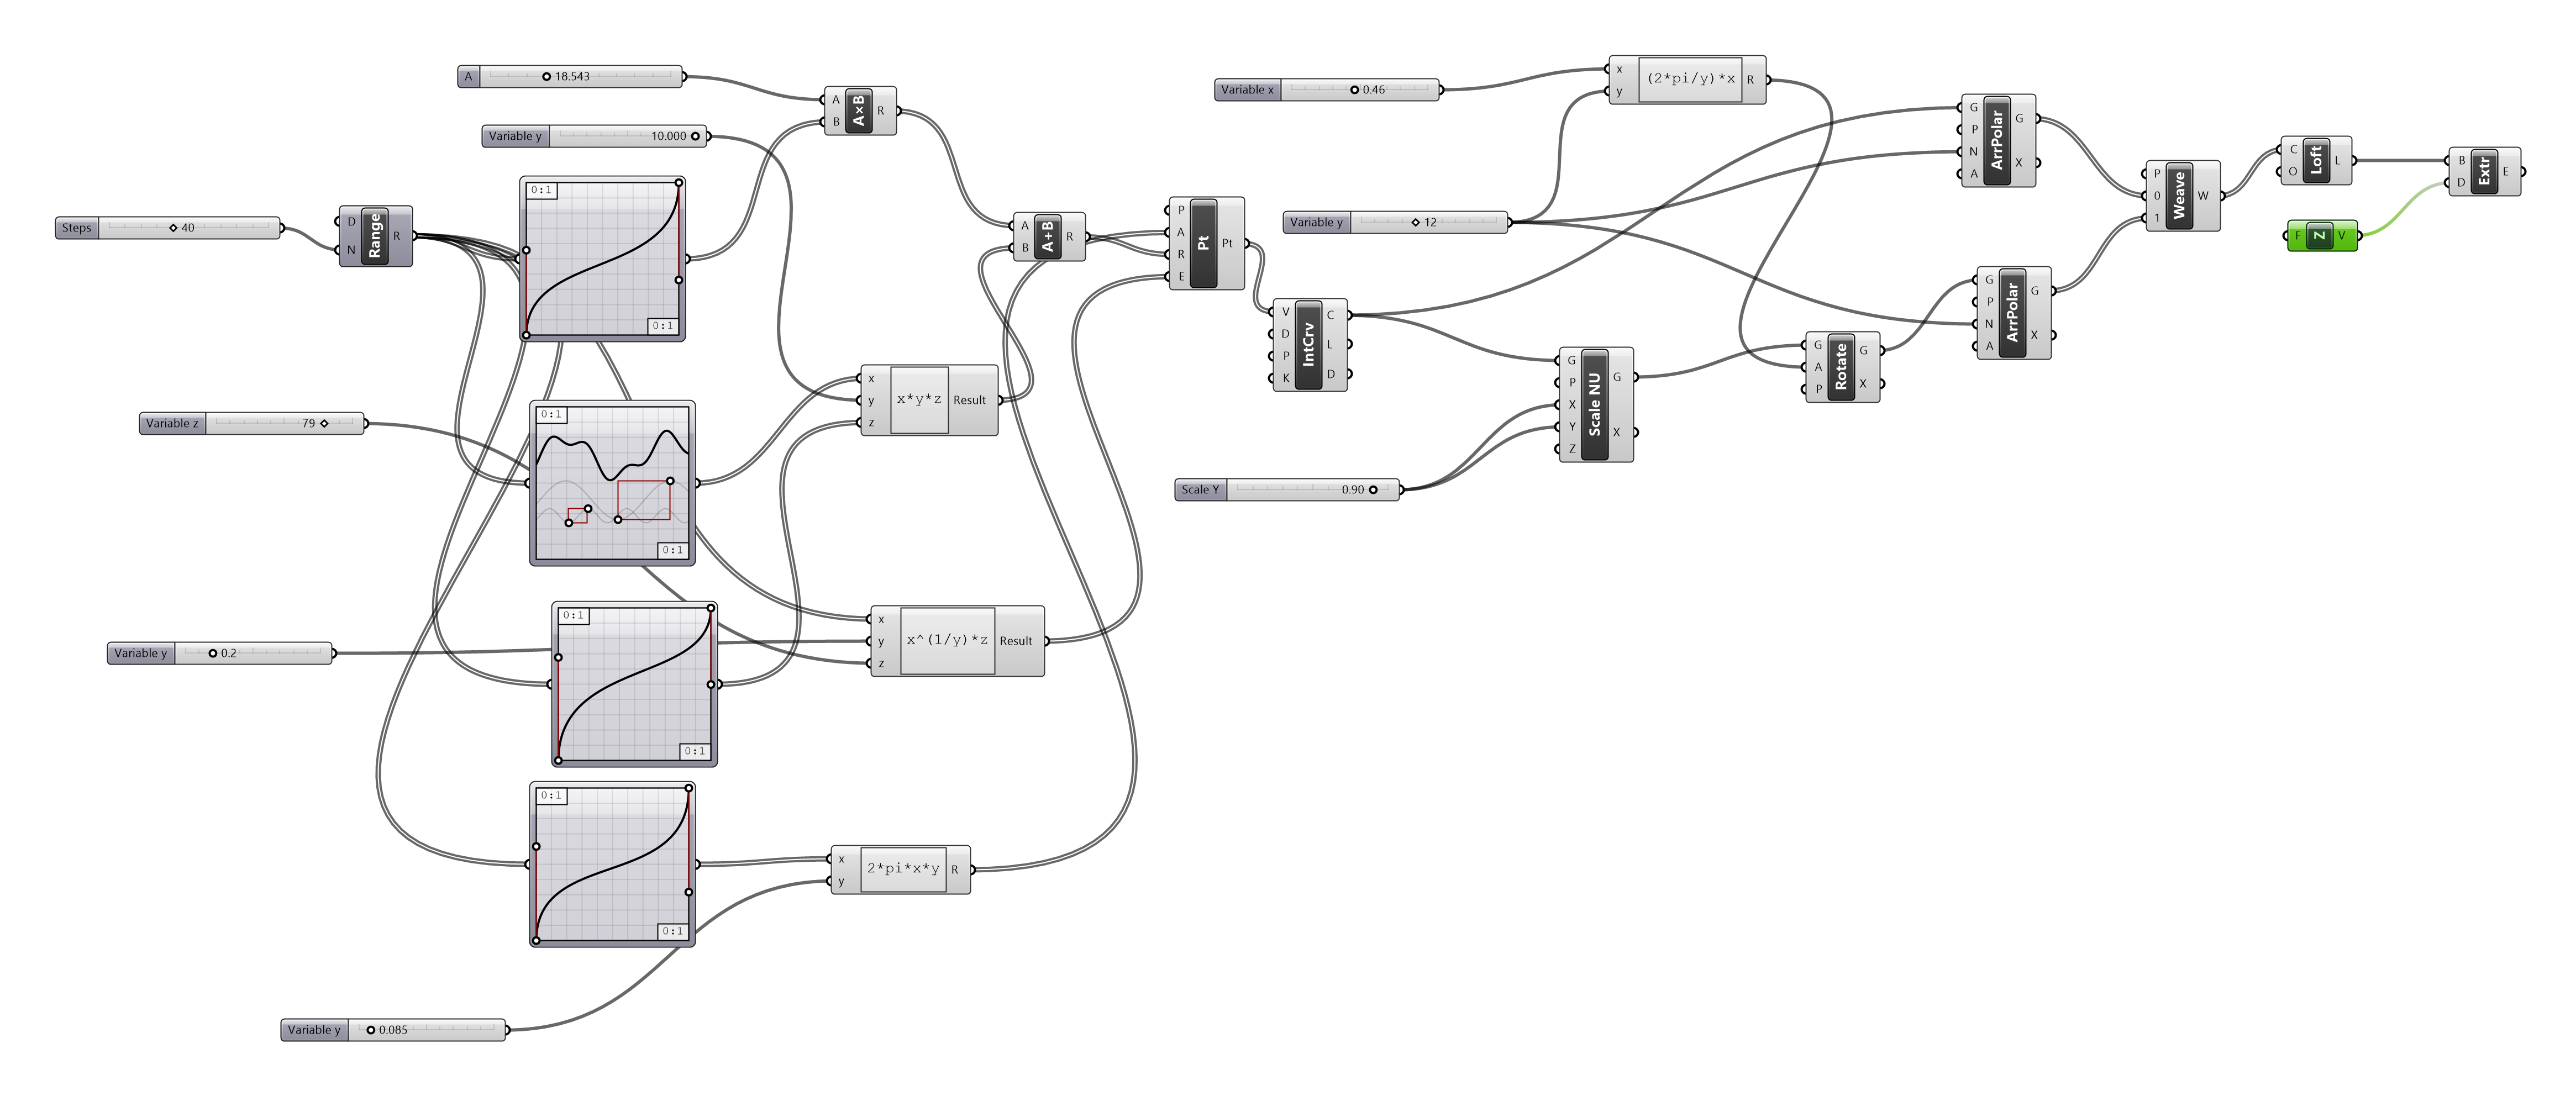 Steps 40
D
N
Range
R
A 18.543
Variable y 10.000
0:1
0:1
Variable z 79
0:1
0:1
Variable y 0.2
0:1
0:1
0:1
0:1
Variable y 0.085
A
B
A×B
R
x
y
z
x*y*z
Result
x
y
z
x^(1/y)*z
Result
x
y
2*pi*x*y
R
A
B
A+B
R
P
A
R
E
Pt
Pt
V
D
P
K
IntCrv
C
L
D
Variable x 0.46
Variable y 12
Scale Y 0.90
x
y
(2*pi/y)*x
R
G
P
X
Y
Z
Scale NU
G
X
G
A
P
Rotate
G
X
G
P
N
A
ArrPolar
G
X
G
P
N
A
ArrPolar
G
X
P
0
1
Weave
W
C
O
Loft
L
F
Z
V
B
D
Extr
E